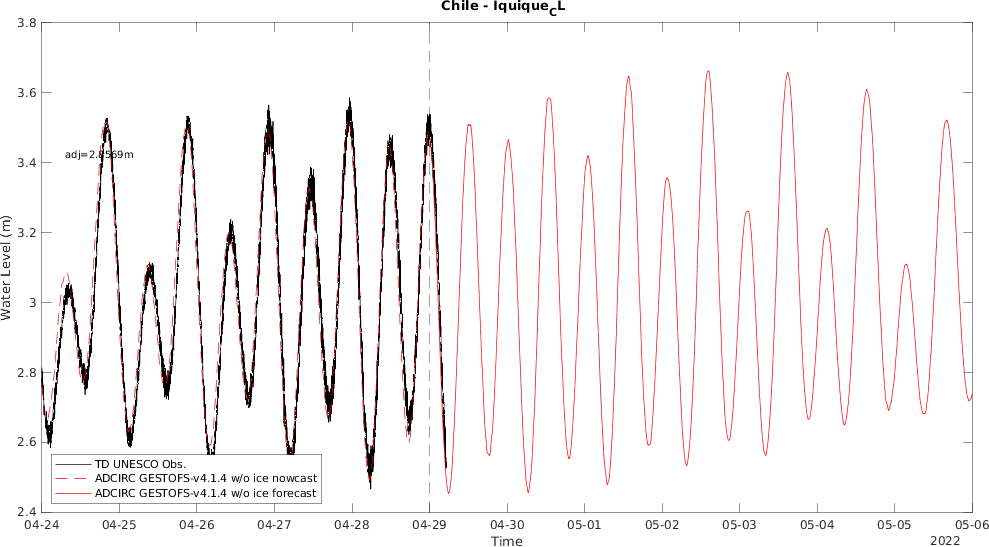 Chile - Iquique_CL
3.8
3.6
3.4
3.2
3
2.8
2.6
2.4
Water Level (m)
adj=2.8569m
TD UNESCO Obs.
ADCIRC GESTOFS-v4.1.4 w/o ice nowcast
ADCIRC GESTOFS-v4.1.4 w/o ice forecast
04-24 04-25 04-26 04-27 04-28 04-29 04-30 05-01 05-02 05-03 05-04 05-05 05-06
Time
2022